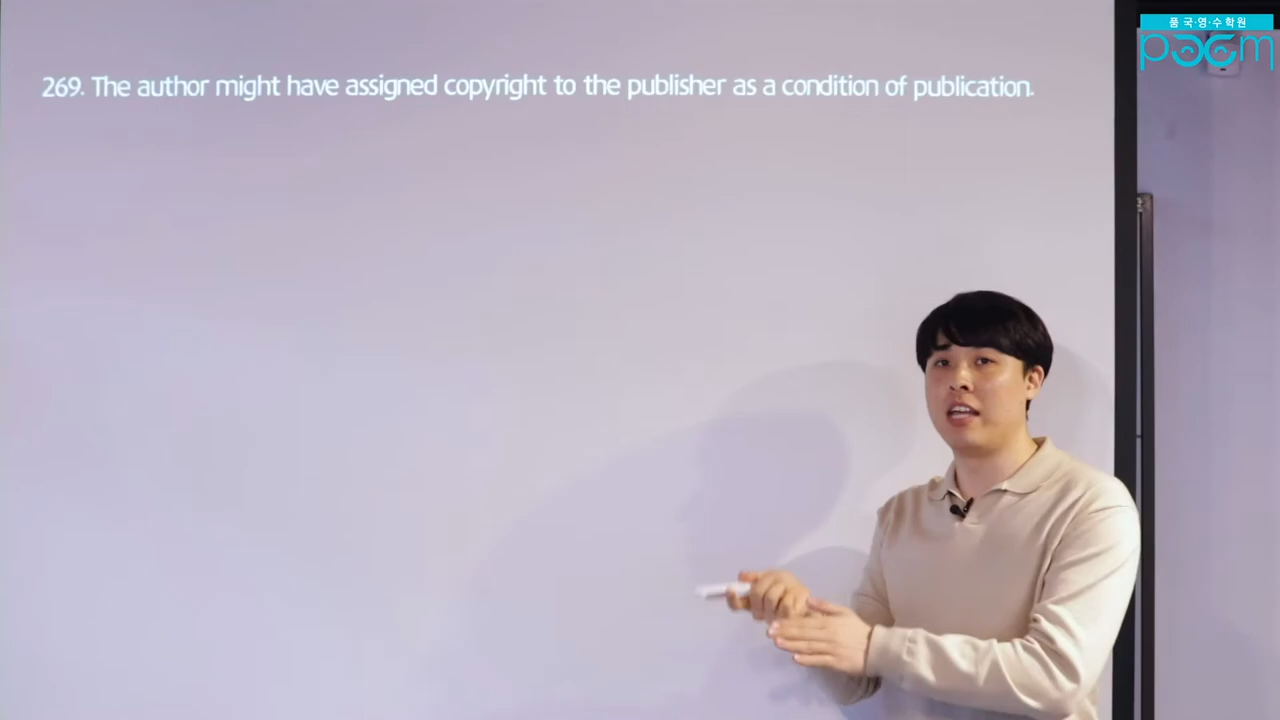 품 국·영·수 학원
poem
269. The author might have assigned copyright to the publisher as a condition of publication.